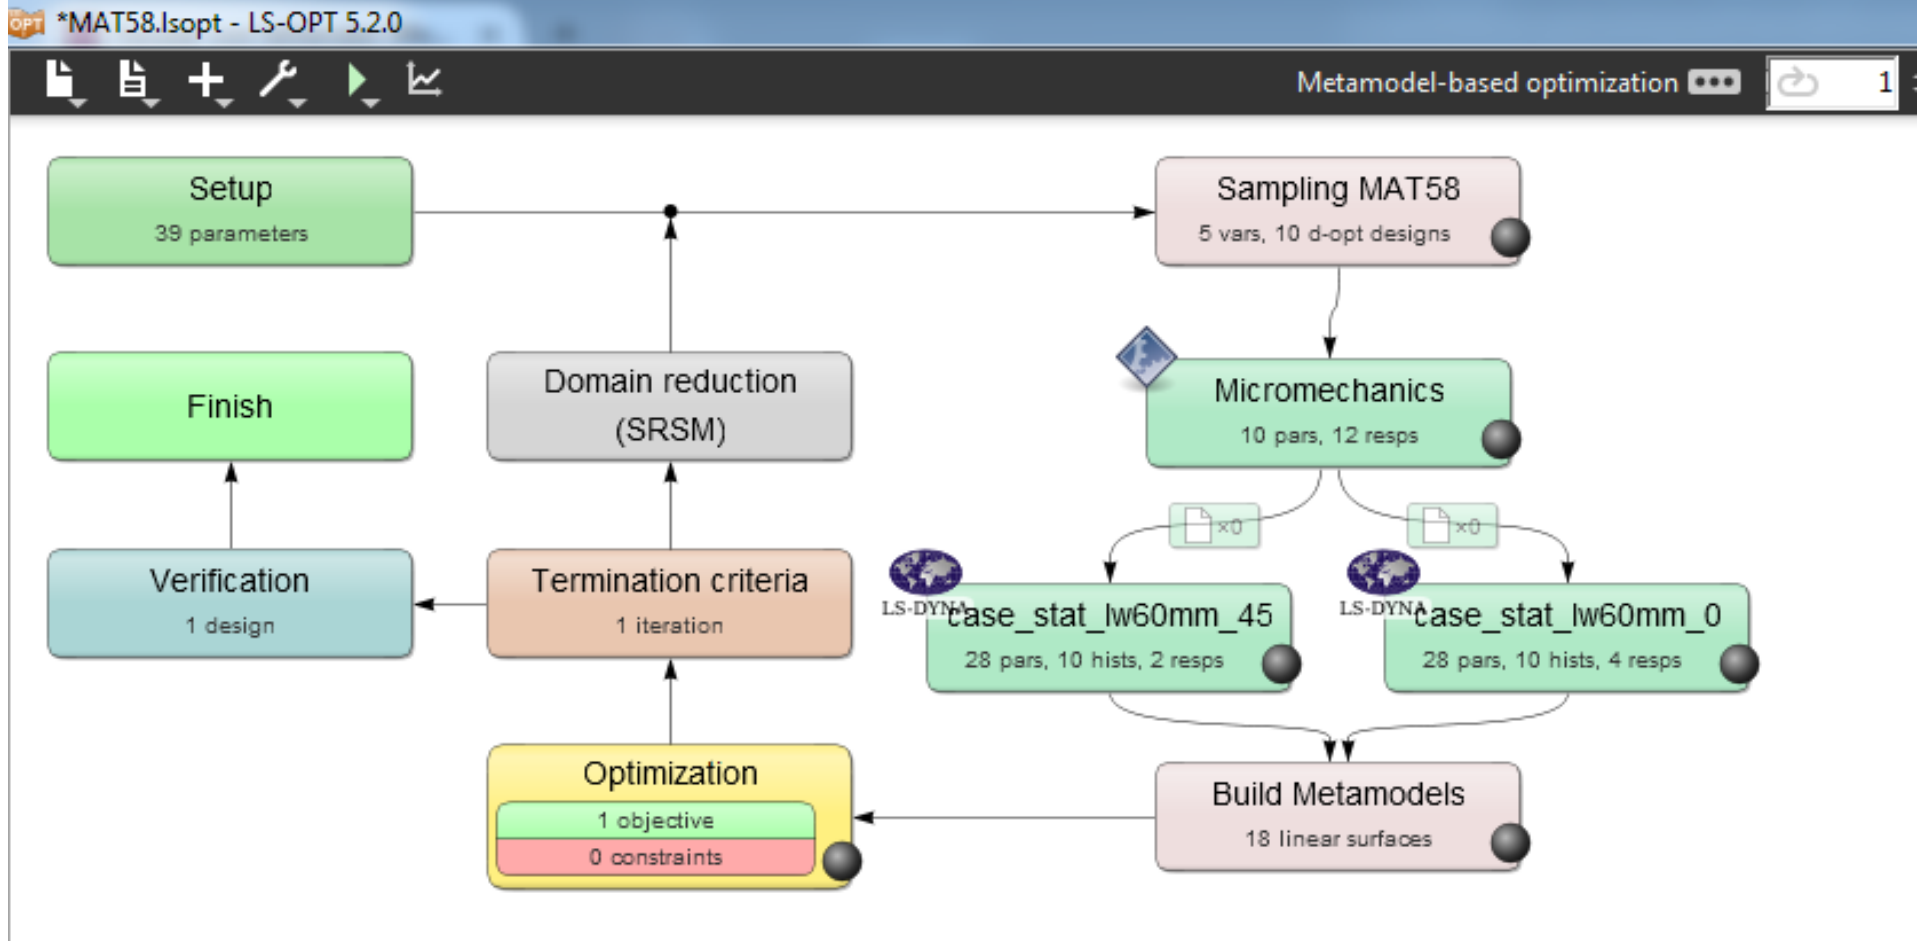 OPT *MAT58.lsopt - LS-OPT 5.2.0
Metamodel-based optimization 1
Setup
39 parameters
Sampling MAT58
5 vars, 10 d-opt designs
Finish
Domain reduction
(SRSM)
Micromechanics
10 pars, 12 resps
×0
×0
Verification
1 design
Termination criteria
1 iteration
LS-DYNA
case_stat_lw60mm_45
28 pars, 10 hists, 2 resps
LS-DYNA
case_stat_lw60mm_0
28 pars, 10 hists, 4 resps
Optimization
1 objective
0 constraints
Build Metamodels
18 linear surfaces